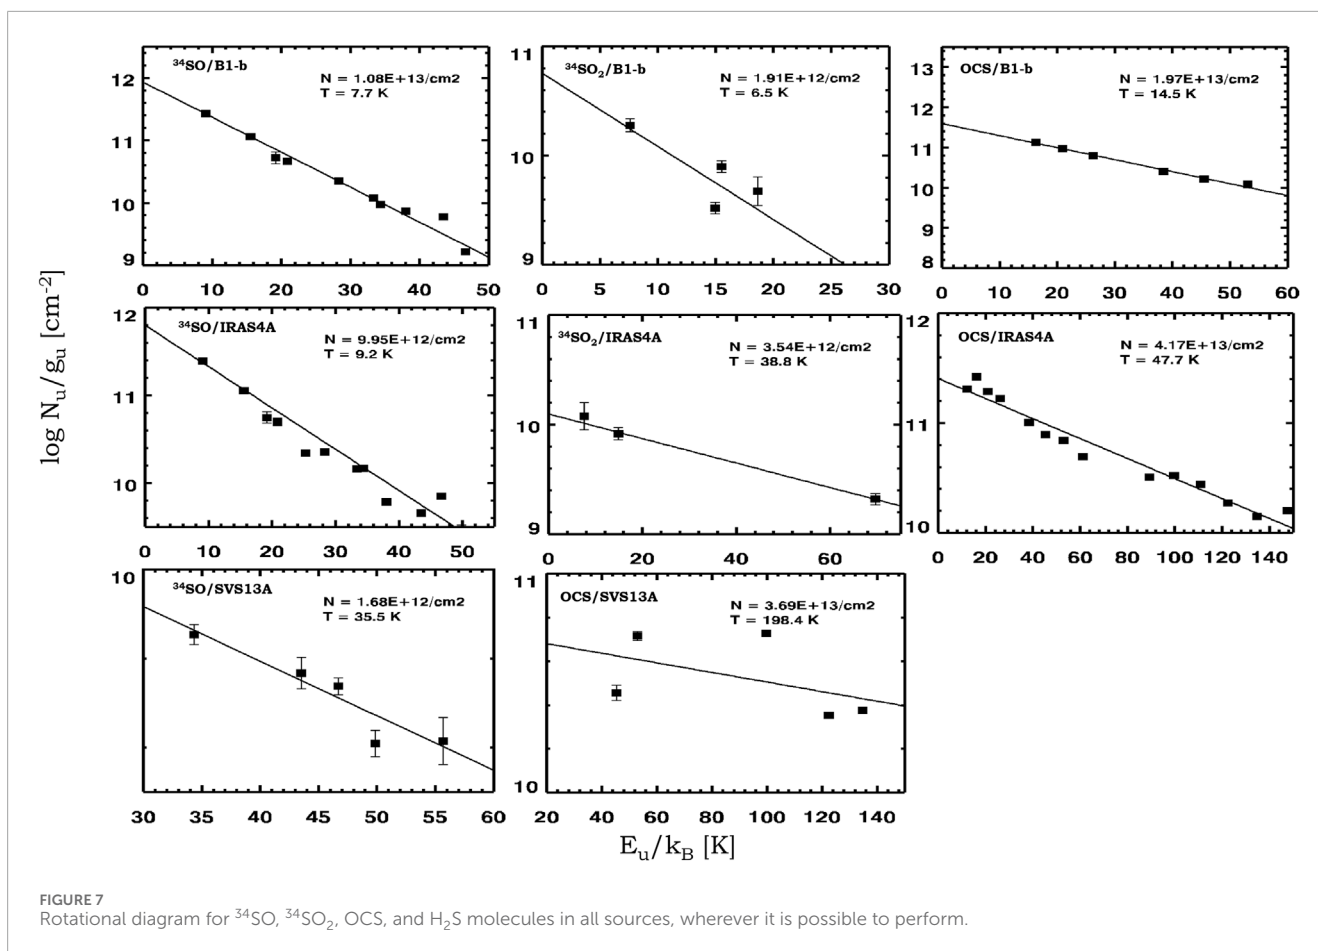 ³⁴SO/B1-b
N = 1.08E+13/cm2
T = 7.7 K
12
11
10
9
0 10 20 30 40 50
³⁴SO₂/B1-b
N = 1.91E+12/cm2
T = 6.5 K
11
10
9
0 5 10 15 20 25 30
OCS/B1-b
N = 1.97E+13/cm2
T = 14.5 K
13
12
11
10
9
8
0 10 20 30 40 50 60
log Nᵤ/gᵤ [cm⁻²]
³⁴SO/IRAS4A
N = 9.95E+12/cm2
T = 9.2 K
12
11
10
0 10 20 30 40 50
³⁴SO₂/IRAS4A
N = 3.54E+12/cm2
T = 38.8 K
11
10
9
0 20 40 60
OCS/IRAS4A
N = 4.17E+13/cm2
T = 47.7 K
12
11
10
0 20 40 60 80 100 120 140
³⁴SO/SVS13A
N = 1.68E+12/cm2
T = 35.5 K
10
30 35 40 45 50 55 60
OCS/SVS13A
N = 3.69E+13/cm2
T = 198.4 K
11
10
20 40 60 80 100 120 140
Eᵤ/k_B [K]
FIGURE 7
Rotational diagram for ³⁴SO, ³⁴SO₂, OCS, and H₂S molecules in all sources, wherever it is possible to perform.